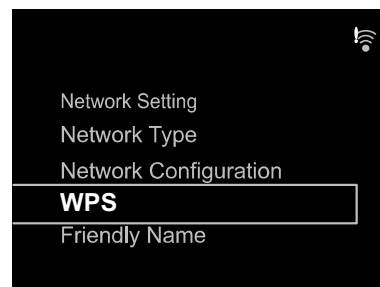 Network Setting
Network Type
Network Configuration
WPS
Friendly Name